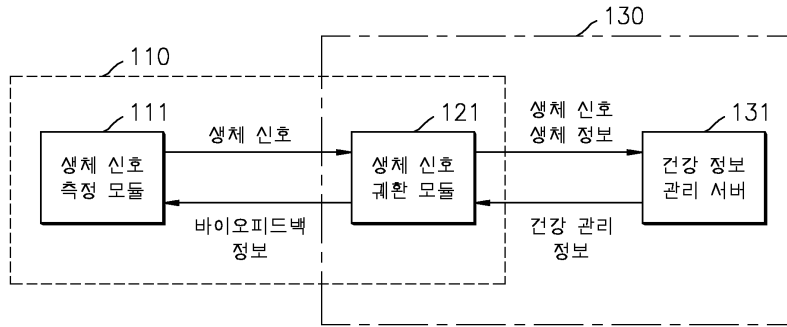 130
110
111
생체 신호
측정 모듈
생체 신호
바이오피드백
정보
121
생체 신호
궤환 모듈
생체 신호
생체 정보
건강 관리
정보
131
건강 정보
관리 서버